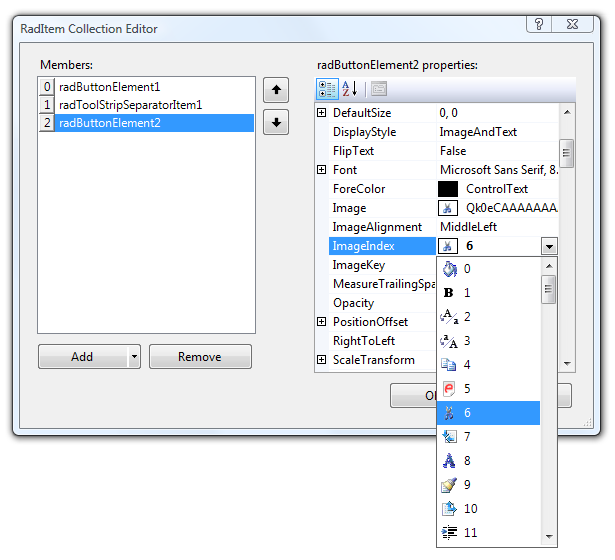 RadItem Collection Editor
Members:
0 radButtonElement1
1 radToolStripSeparatorItem1
2 radButtonElement2
Add
Remove
radButtonElement2 properties:
DefaultSize 0, 0
DisplayStyle ImageAndText
FlipText False
Font Microsoft Sans Serif, 8.
ForeColor ControlText
Image Qk0eCAAAAAAA
ImageAlignment MiddleLeft
ImageIndex 6
ImageKey
MeasureTrailingSpa
Opacity
PositionOffset
RightToLeft
ScaleTransform
0
1
2
3
4
5
6
7
8
9
10
11